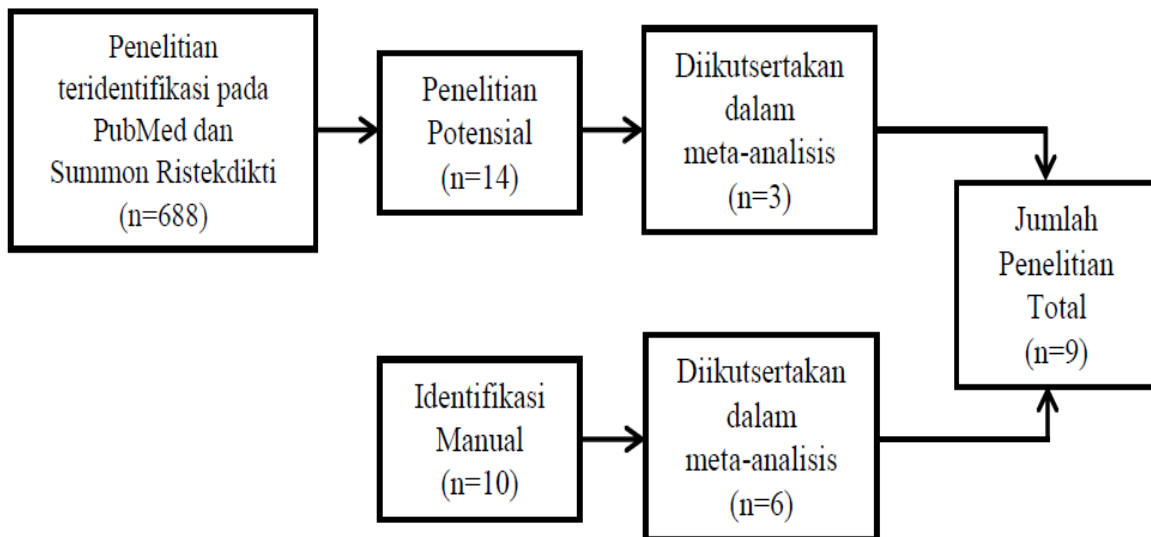 Penelitian
teridentifikasi pada
PubMed dan
Summon Ristekdikti
(n=688)
Penelitian
Potensial
(n=14)
Diikutsertakan
dalam
meta-analisis
(n=3)
Jumlah
Penelitian
Total
(n=9)
Identifikasi
Manual
(n=10)
Diikutsertakan
dalam
meta-analisis
(n=6)